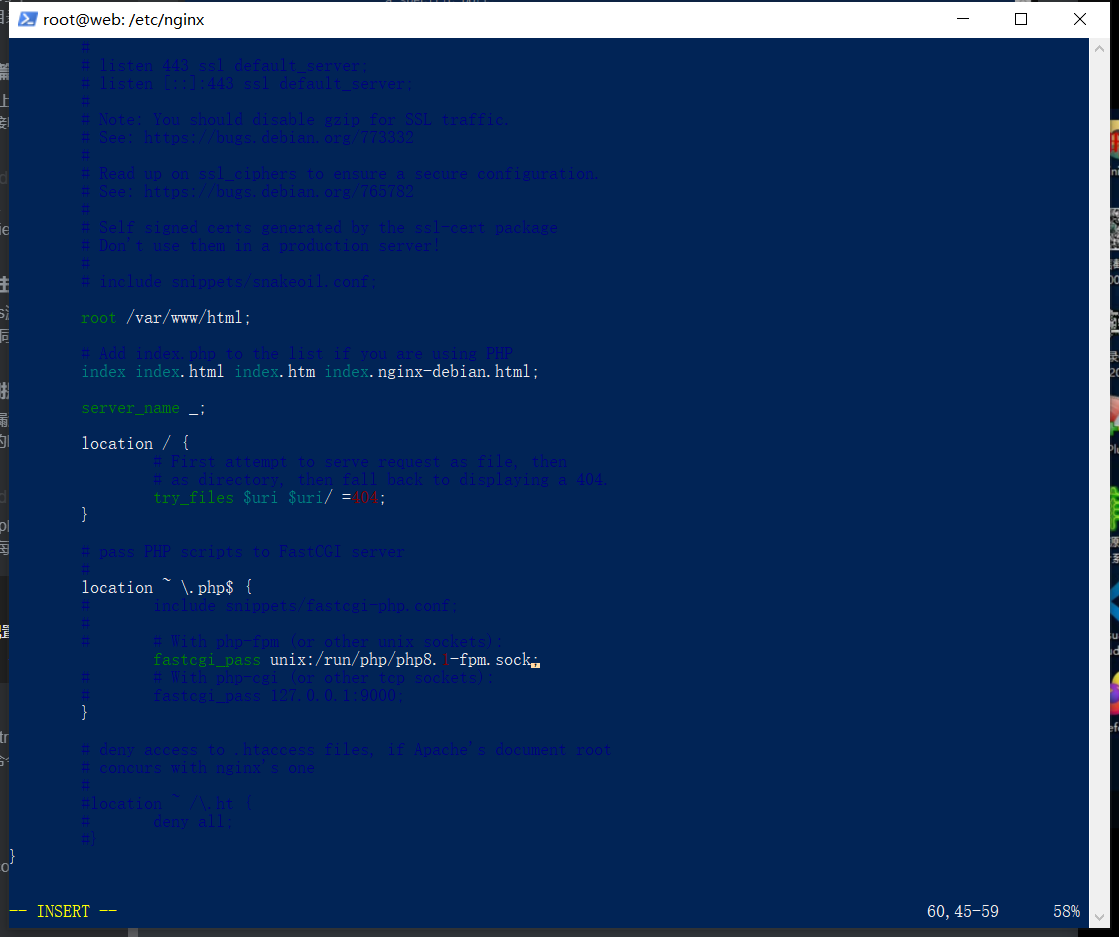 root@web: /etc/nginx
#
# listen 443 ssl default_server;
# listen [::]:443 ssl default_server;
#
# Note: You should disable gzip for SSL traffic.
# See: https://bugs.debian.org/773332
#
# Read up on ssl_ciphers to ensure a secure configuration.
# See: https://bugs.debian.org/765782
#
# Self signed certs generated by the ssl-cert package
# Don't use them in a production server!
#
# include snippets/snakeoil.conf;
root /var/www/html;
# Add index.php to the list if you are using PHP
index index.html index.htm index.nginx-debian.html;
server_name _;
location / {
# First attempt to serve request as file, then
# as directory, then fall back to displaying a 404.
try_files $uri $uri/ =404;
}
# pass PHP scripts to FastCGI server
#
location ~ \.php$ {
#       include snippets/fastcgi-php.conf;
#
#       # With php-fpm (or other unix sockets):
fastcgi_pass unix:/run/php/php8.1-fpm.sock;
#       # With php-cgi (or other tcp sockets):
#       fastcgi_pass 127.0.0.1:9000;
}
# deny access to .htaccess files, if Apache's document root
# concurs with nginx's one
#
#location ~ /\.ht {
#       deny all;
#}
}
-- INSERT --                60,45-59      58%